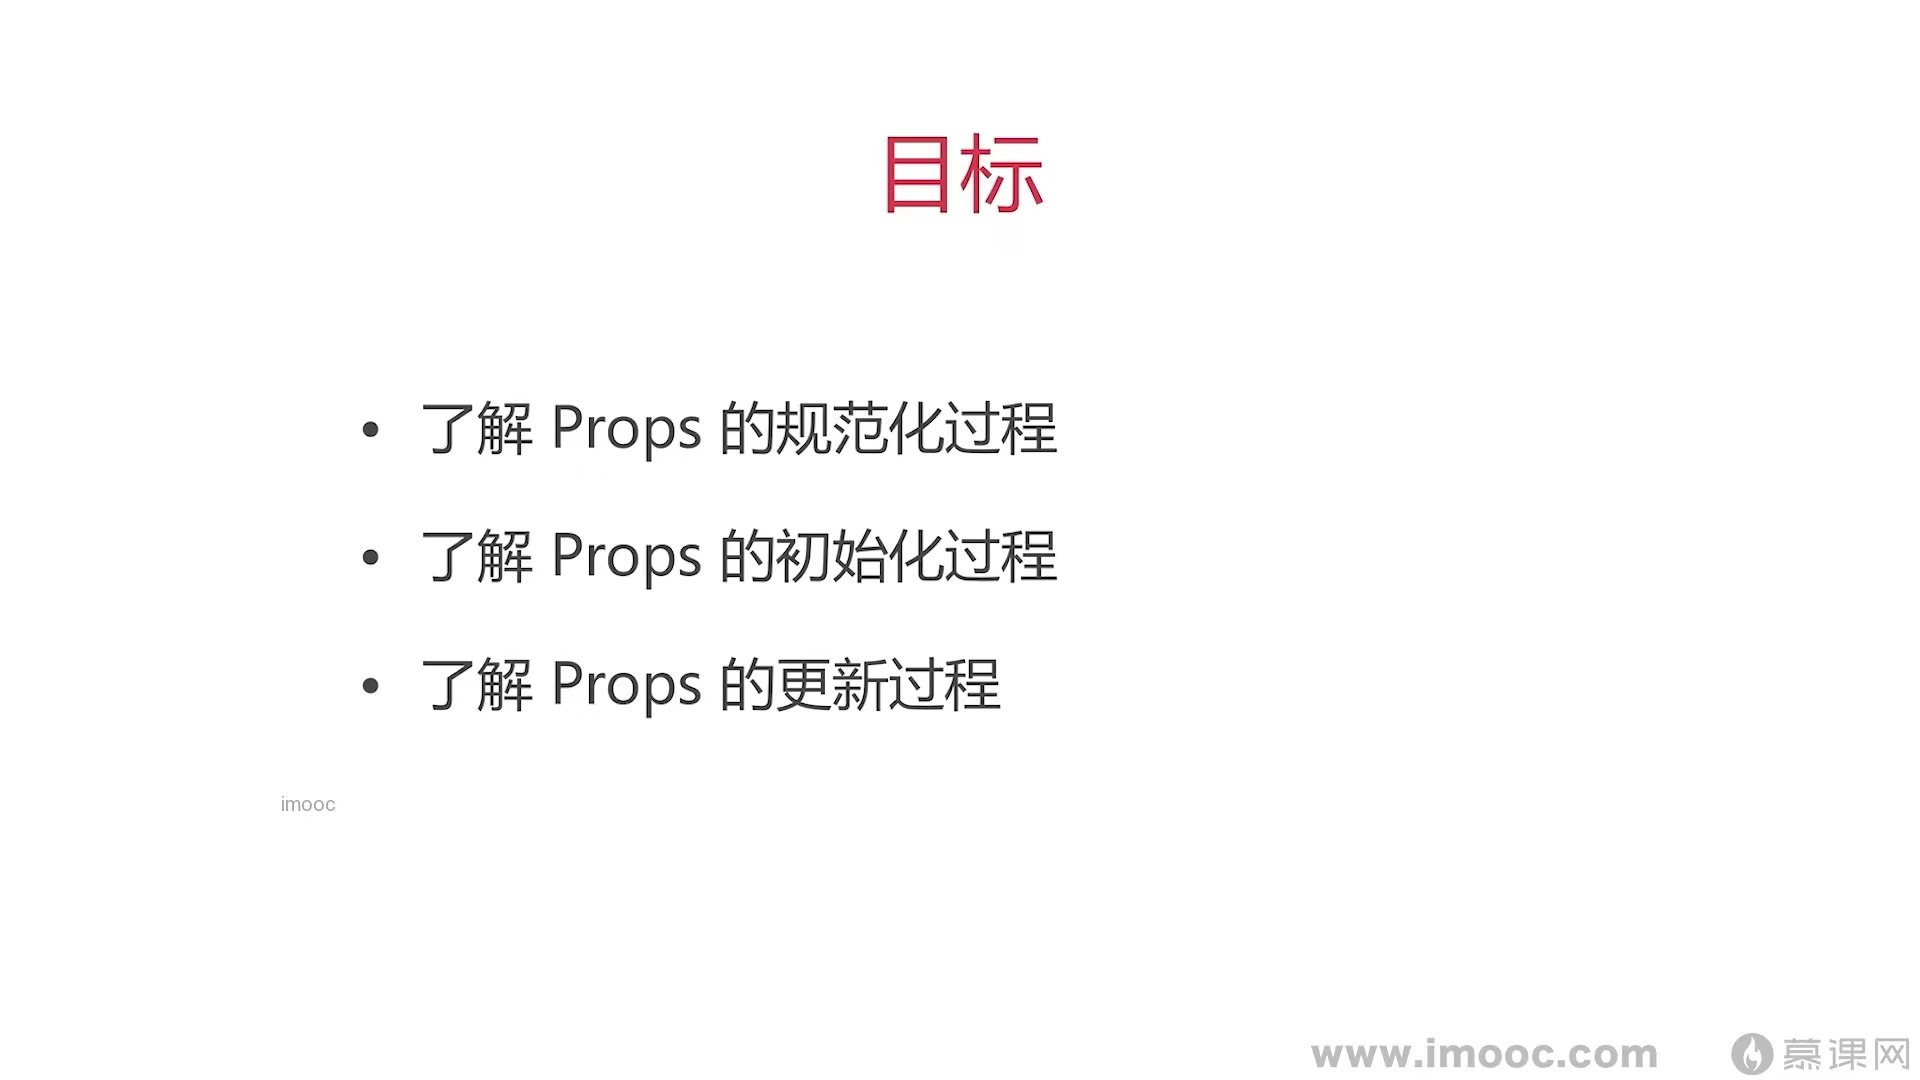 目标
• 了解 Props 的规范化过程
• 了解 Props 的初始化过程
• 了解 Props 的更新过程
imooc
www.imooc.com 慕课网